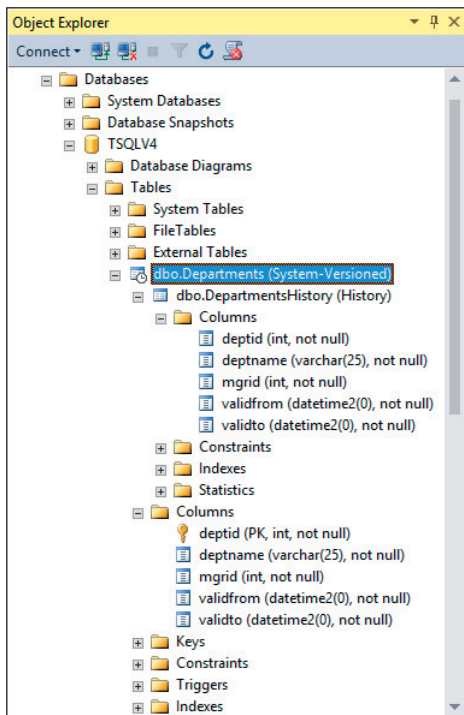 Object Explorer
Connect
Databases
System Databases
Database Snapshots
TSQLV4
Database Diagrams
Tables
System Tables
FileTables
External Tables
dbo.Departments (System-Versioned)
dbo.DepartmentsHistory (History)
Columns
deptid (int, not null)
deptname (varchar(25), not null)
mgrid (int, not null)
validfrom (datetime2(0), not null)
validto (datetime2(0), not null)
Constraints
Indexes
Statistics
Columns
deptid (PK, int, not null)
deptname (varchar(25), not null)
mgrid (int, not null)
validfrom (datetime2(0), not null)
validto (datetime2(0), not null)
Keys
Constraints
Triggers
Indexes